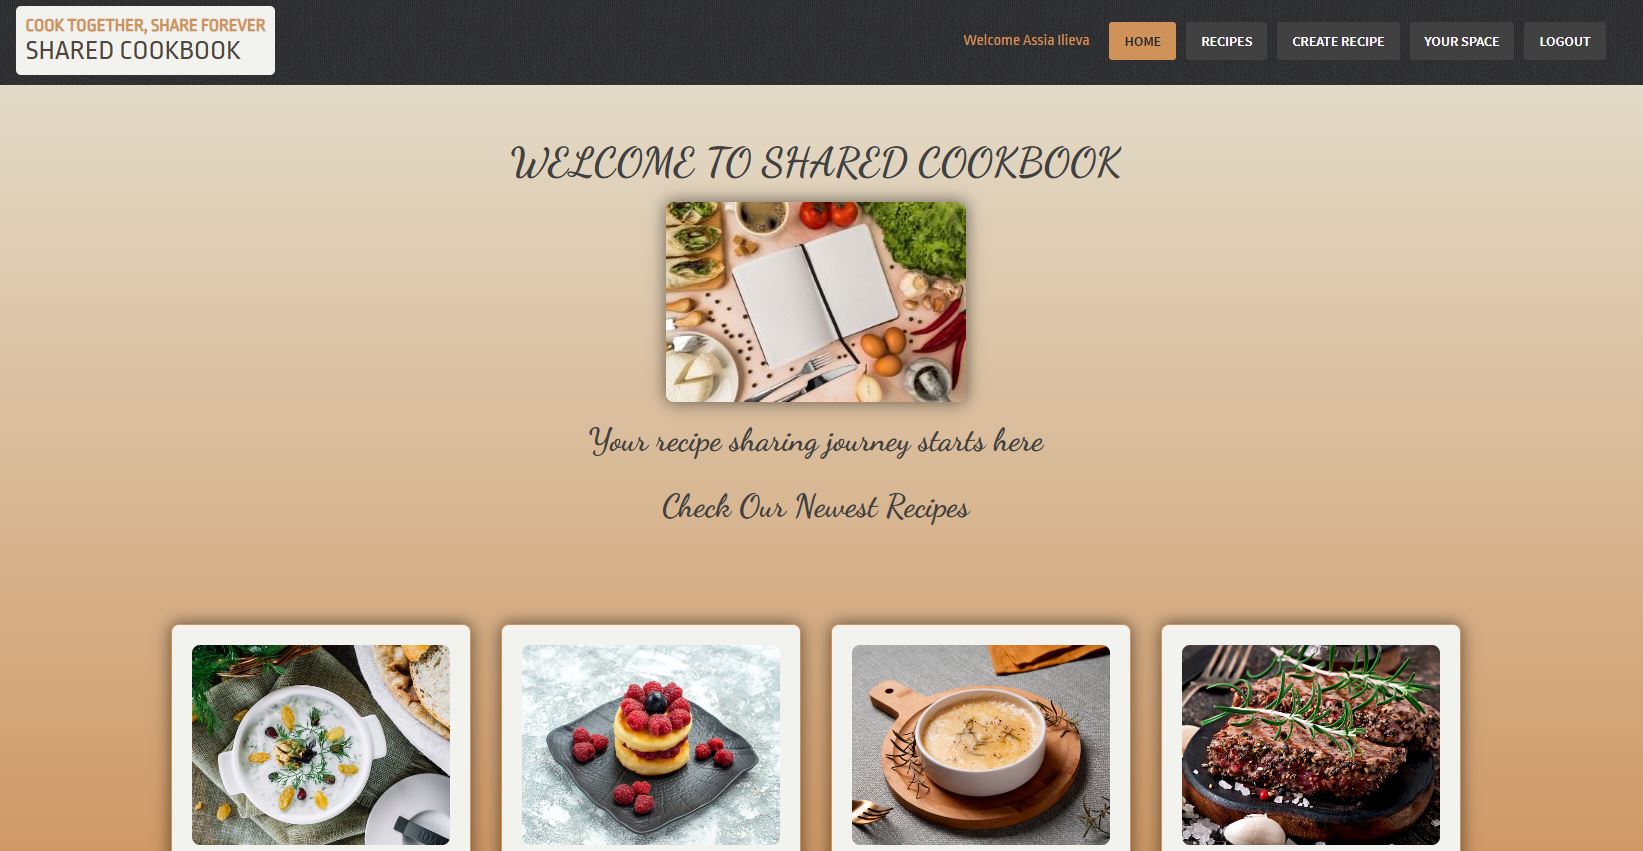 COOK TOGETHER, SHARE FOREVER
SHARED COOKBOOK
Welcome Assia Ilieva
HOME
RECIPES
CREATE RECIPE
YOUR SPACE
LOGOUT
WELCOME TO SHARED COOKBOOK
Your recipe sharing journey starts here
Check Our Newest Recipes